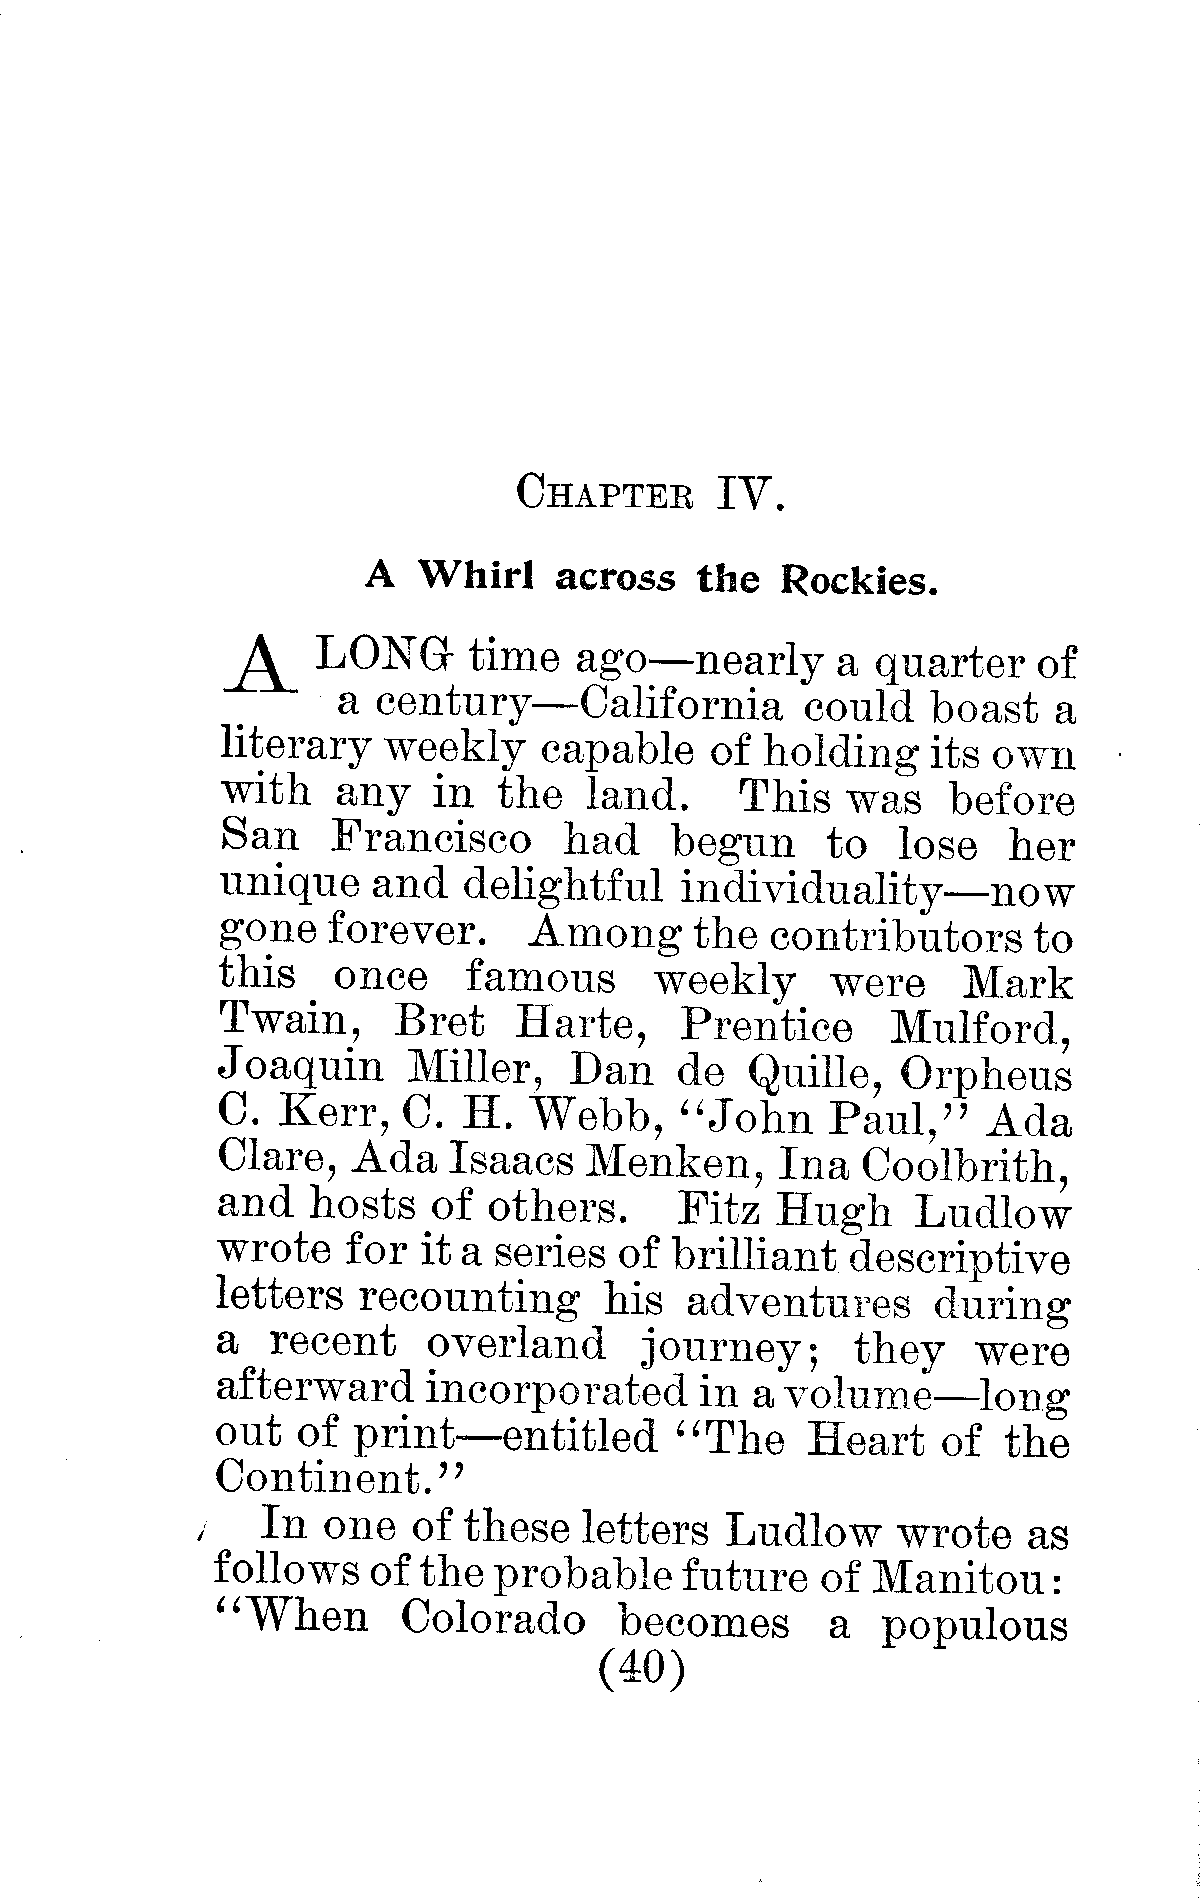 CHAPTER IV.
A Whirl across the Rockies.
A LONG time ago—nearly a quarter of
a century—California could boast a
literary weekly capable of holding its own
with any in the land. This was before
San Francisco had begun to lose her
unique and delightful individuality—now
gone forever. Among the contributors to
this once famous weekly were Mark
Twain, Bret Harte, Prentice Mulford,
Joaquin Miller, Dan de Quille, Orpheus
C. Kerr, C. H. Webb, “John Paul,” Ada
Clare, Ada Isaacs Menken, Ina Coolbrith,
and hosts of others. Fitz Hugh Ludlow
wrote for it a series of brilliant descriptive
letters recounting his adventures during
a recent overland journey; they were
afterward incorporated in a volume—long
out of print—entitled “The Heart of the
Continent.”
In one of these letters Ludlow wrote as
follows of the probable future of Manitou:
“When Colorado becomes a populous
(40)